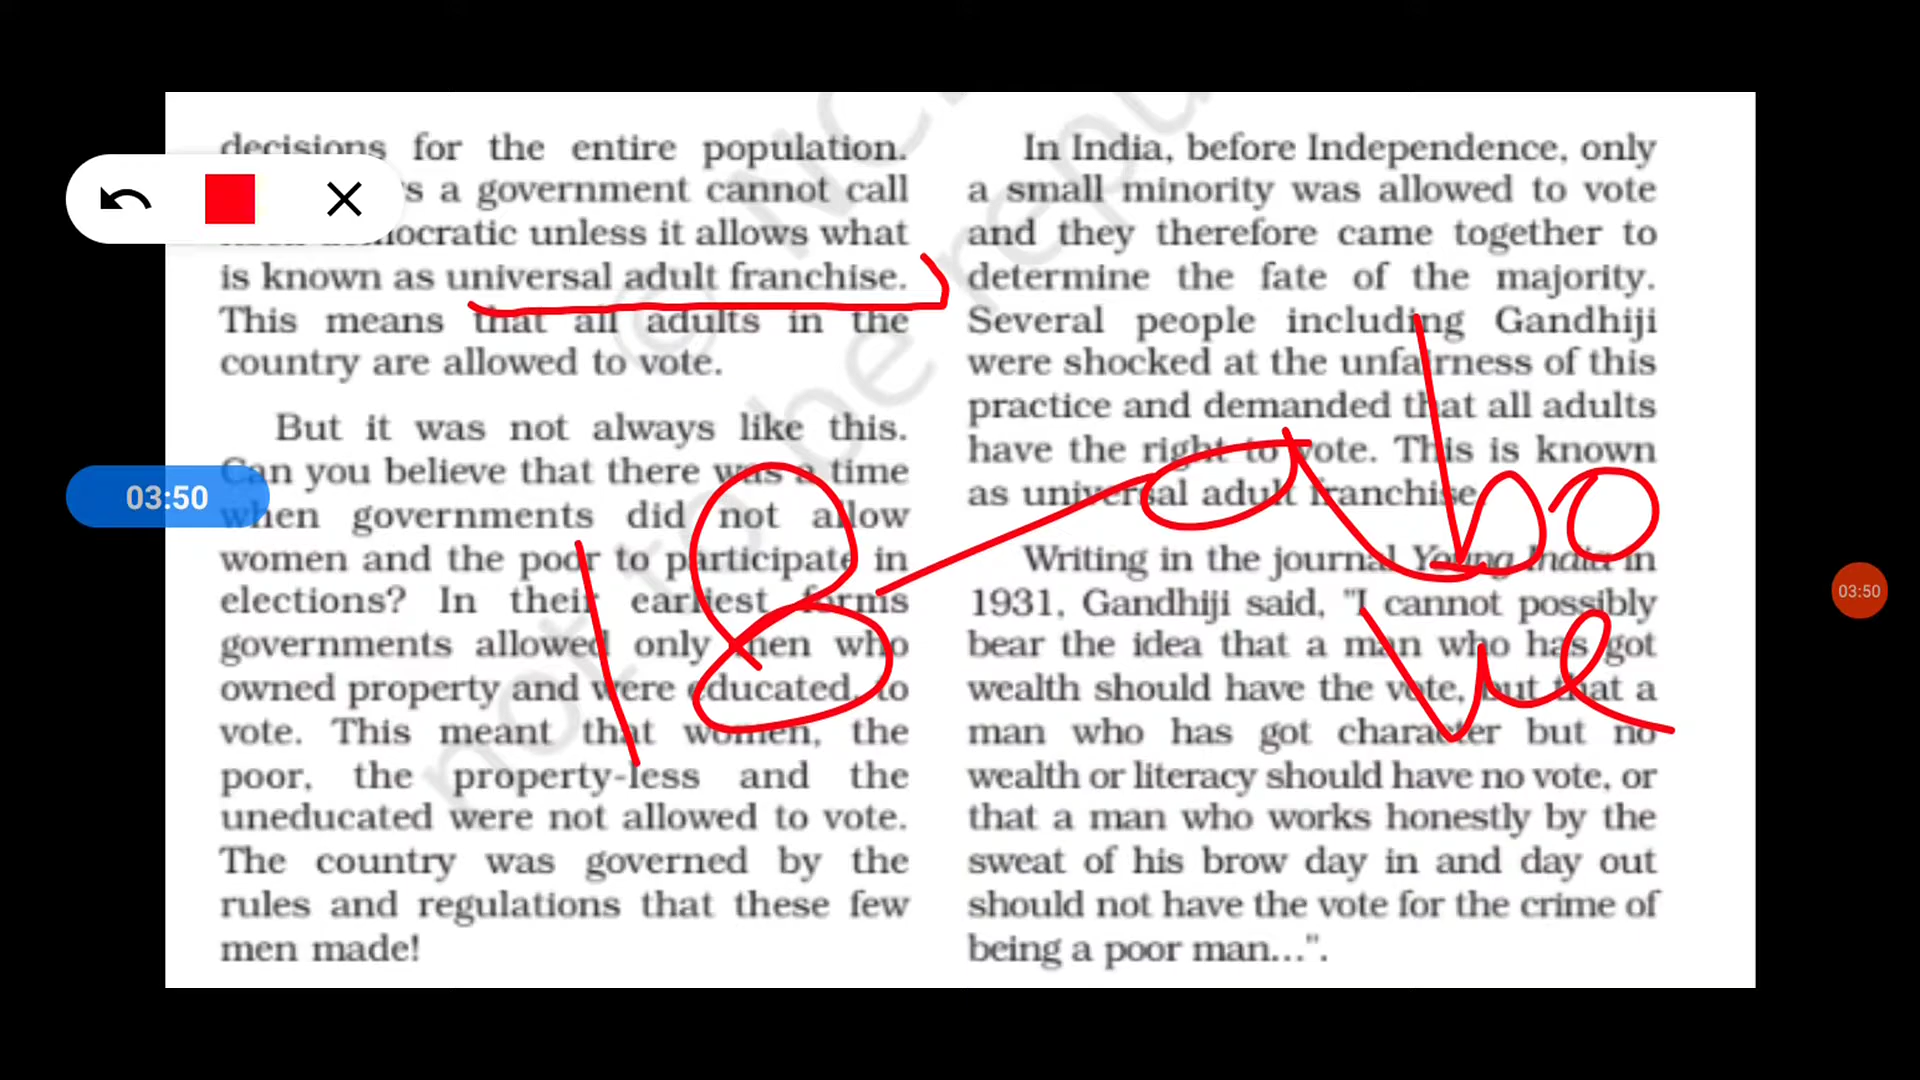 decisions for the entire population.
s a government cannot call
ocratic unless it allows what
is known as universal adult franchise.
This means that all adults in the
country are allowed to vote.
But it was not always like this.
Can you believe that there was a time
when governments did not allow
women and the poor to participate in
elections? In their earliest forms
governments allowed only men who
owned property and were educated, to
vote. This meant that women, the
poor, the property-less and the
uneducated were not allowed to vote.
The country was governed by the
rules and regulations that these few
men made!
In India, before Independence, only
a small minority was allowed to vote
and they therefore came together to
determine the fate of the majority.
Several people including Gandhiji
were shocked at the unfairness of this
practice and demanded that all adults
have the right to vote. This is known
as universal adult franchise
Writing in the journal Young India in
1931, Gandhiji said, "I cannot possibly
bear the idea that a man who has got
wealth should have the vote, but that a
man who has got character but no
wealth or literacy should have no vote, or
that a man who works honestly by the
sweat of his brow day in and day out
should not have the vote for the crime of
being a poor man...".
18 - above
03:50
03:50
not to be repu